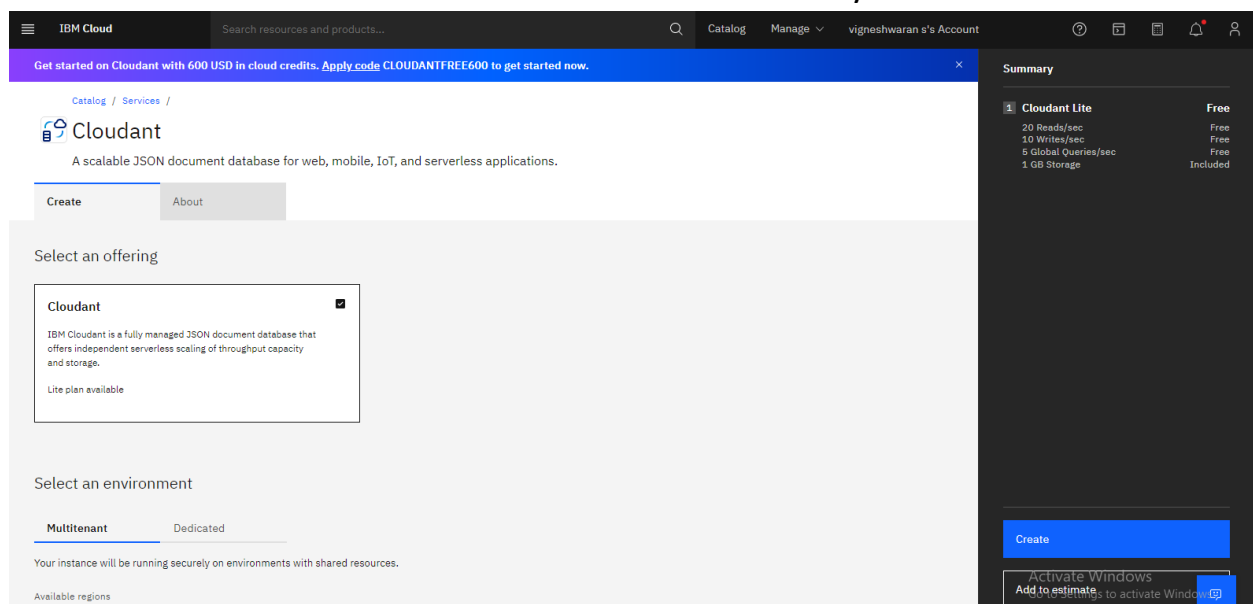 IBM Cloud
Search resources and products...
Catalog
Manage
vigneshwaran s's Account
Get started on Cloudant with 600 USD in cloud credits. Apply code CLOUDANTFREE600 to get started now.
Catalog / Services /
Cloudant
A scalable JSON document database for web, mobile, IoT, and serverless applications.
Create
About
Select an offering
Cloudant
IBM Cloudant is a fully managed JSON document database that
offers independent serverless scaling of throughput capacity
and storage.
Lite plan available
Select an environment
Multitenant
Dedicated
Your instance will be running securely on environments with shared resources.
Available regions
Summary
1 Cloudant Lite Free
20 Reads/sec Free
10 Writes/sec Free
5 Global Queries/sec Free
1 GB Storage Included
Create
Activate Windows
Add to estimate
Go to Settings to activate Windows.